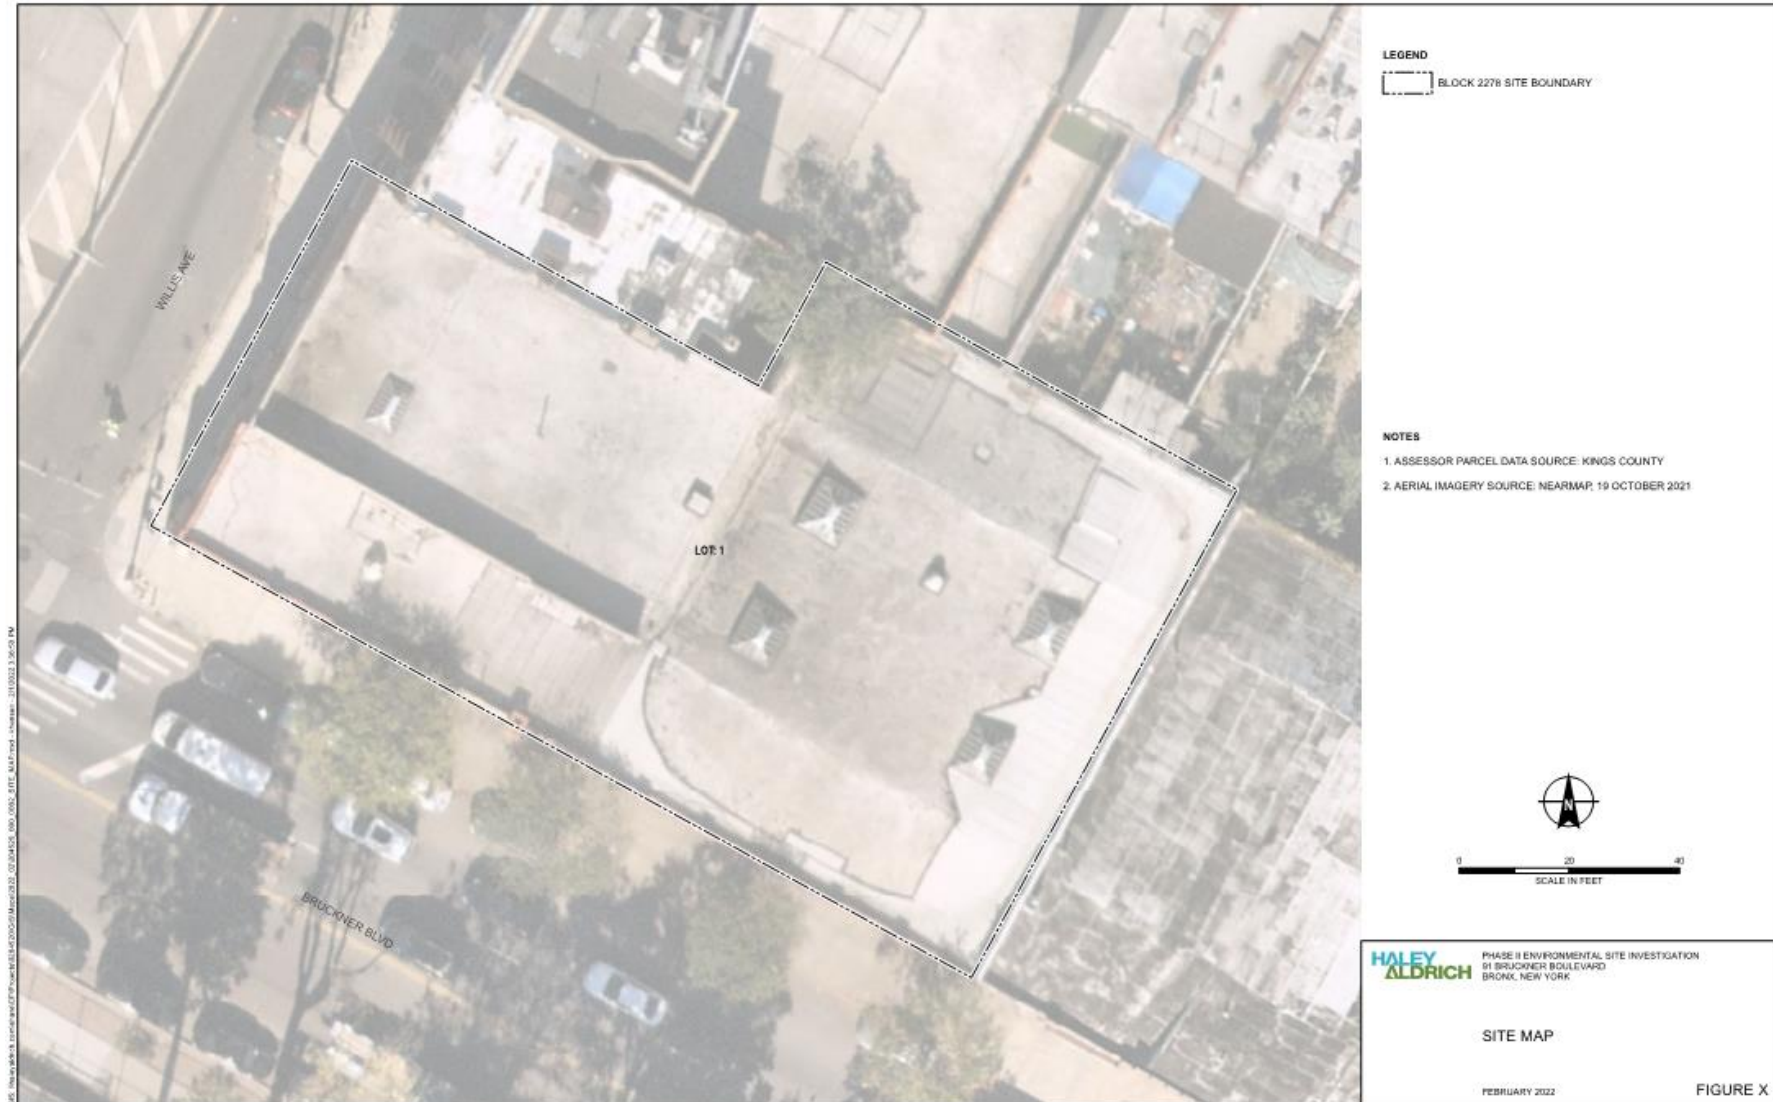 LEGEND
BLOCK 2278 SITE BOUNDARY
WILLIS AVE
NOTES
1. ASSESSOR PARCEL DATA SOURCE: KINGS COUNTY
2. AERIAL IMAGERY SOURCE: NEARMAP, 19 OCTOBER 2021
LOT: 1
N
0 20 40
SCALE IN FEET
BRUCKNER BLVD
HALEY
ALDRICH
PHASE II ENVIRONMENTAL SITE INVESTIGATION
91 BRUCKNER BOULEVARD
BRONX, NEW YORK
SITE MAP
FEBRUARY 2022
FIGURE X